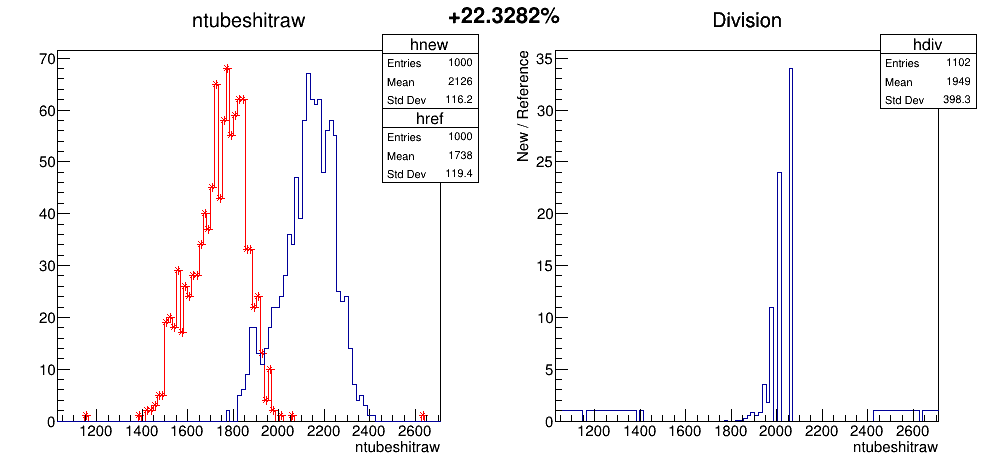 +22.3282%
ntubeshitraw
hnew
Entries 1000
Mean 2126
Std Dev 116.2
href
Entries 1000
Mean 1738
Std Dev 119.4
70
60
50
40
30
20
10
0
1200 1400 1600 1800 2000 2200 2400 2600
ntubeshitraw
Division
hdiv
Entries 1102
Mean 1949
Std Dev 398.3
New / Reference
35
30
25
20
15
10
5
0
1200 1400 1600 1800 2000 2200 2400 2600
ntubeshitraw